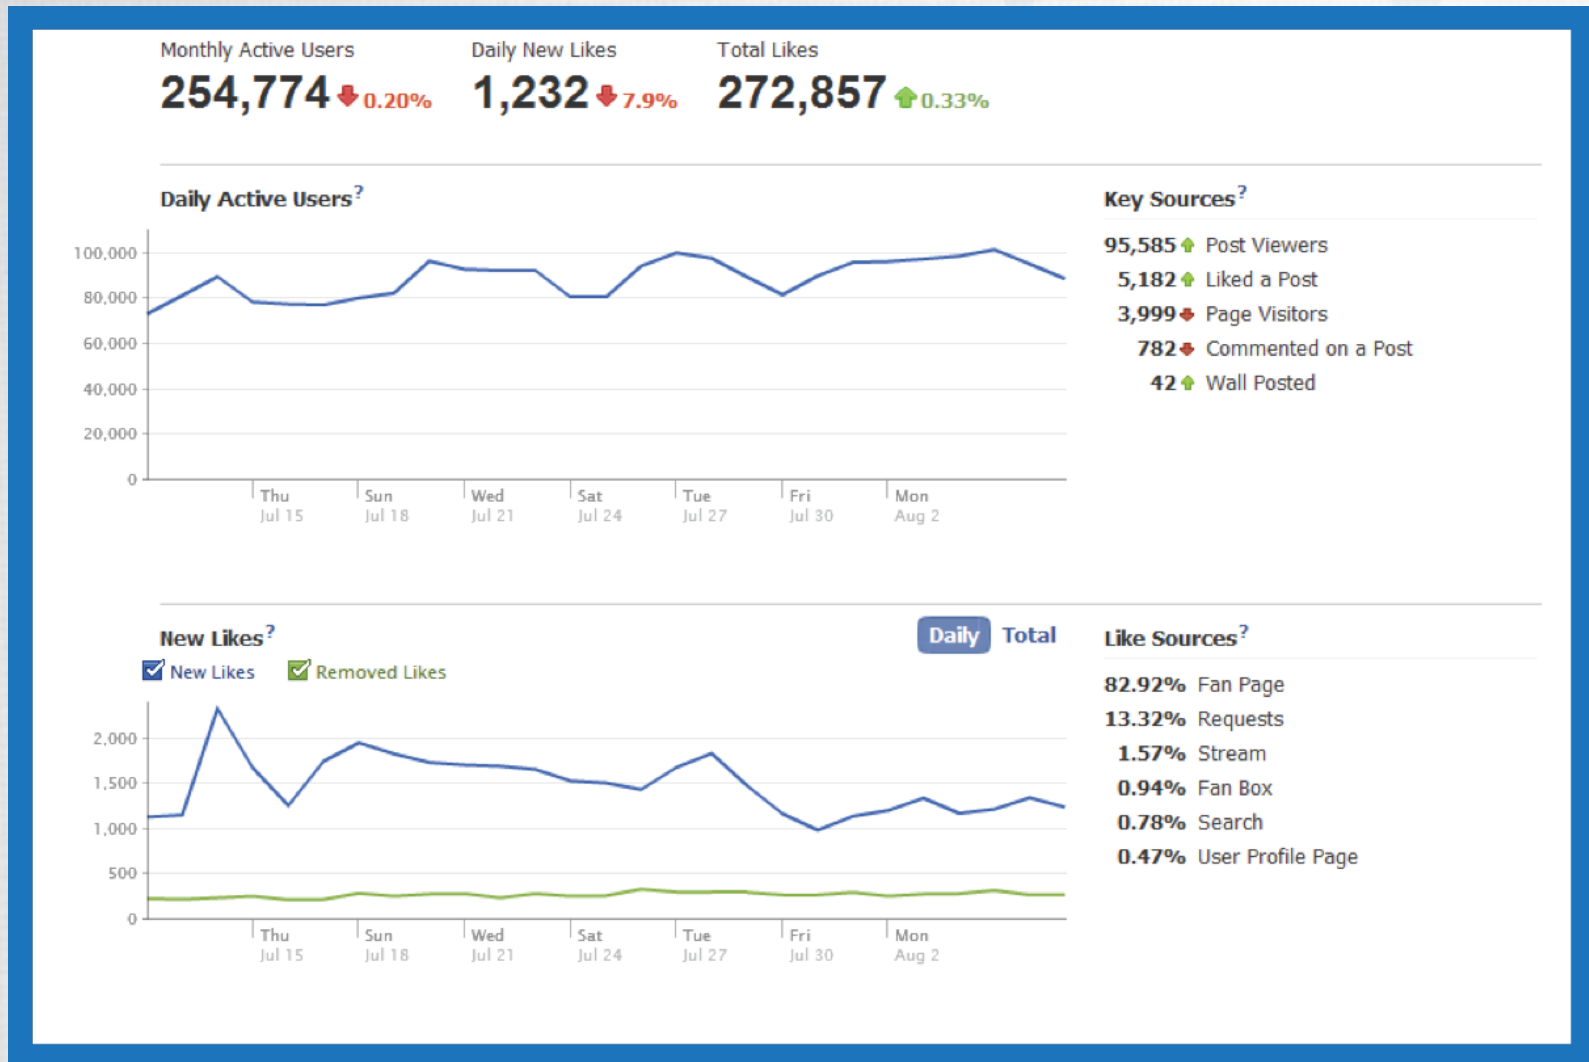 Monthly Active Users
254,774 0.20%
Daily New Likes
1,232 7.9%
Total Likes
272,857 0.33%
Daily Active Users?
100,000
80,000
60,000
40,000
20,000
0
Thu Sun Wed Sat Tue Fri Mon
Jul 15 Jul 18 Jul 21 Jul 24 Jul 27 Jul 30 Aug 2
Key Sources?
95,585 Post Viewers
5,182 Liked a Post
3,999 Page Visitors
782 Commented on a Post
42 Wall Posted
New Likes?
Daily Total
New Likes Removed Likes
2,000
1,500
1,000
500
0
Thu Sun Wed Sat Tue Fri Mon
Jul 15 Jul 18 Jul 21 Jul 24 Jul 27 Jul 30 Aug 2
Like Sources?
82.92% Fan Page
13.32% Requests
1.57% Stream
0.94% Fan Box
0.78% Search
0.47% User Profile Page